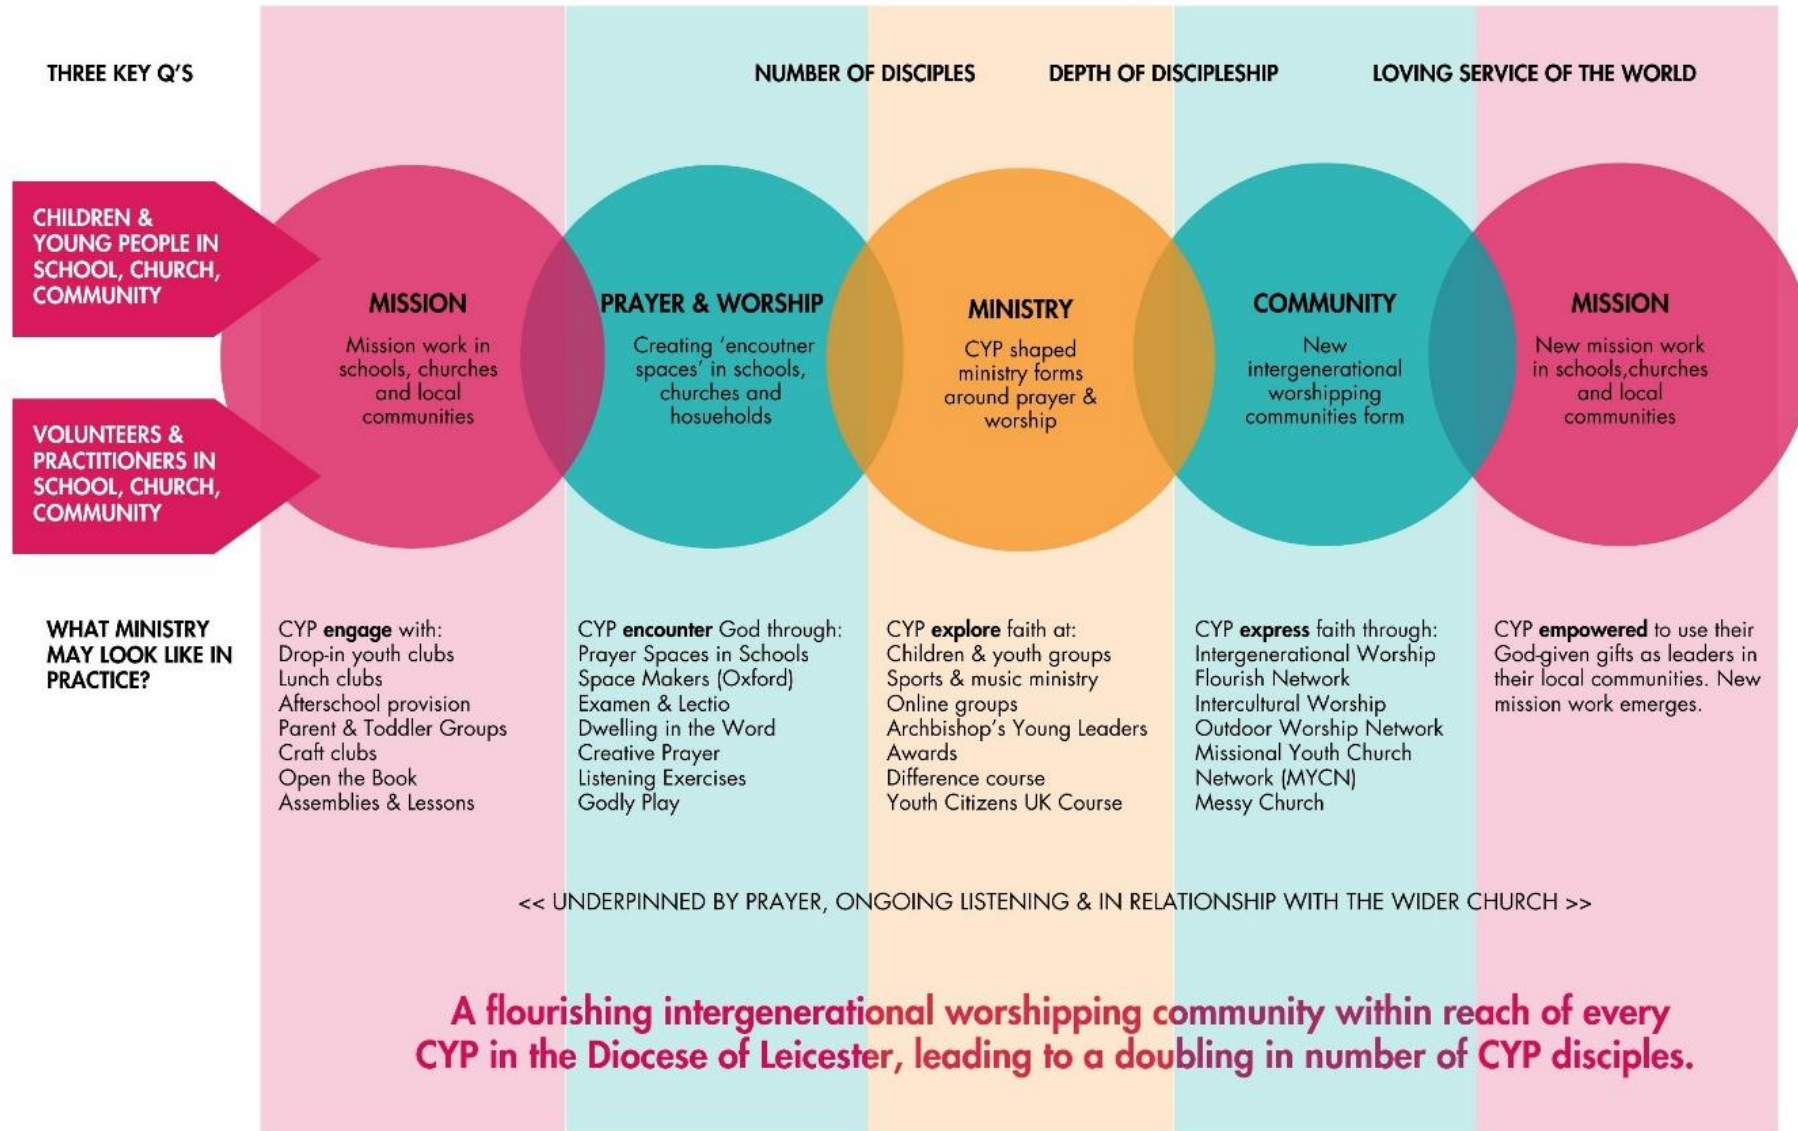 THREE KEY Q'S
NUMBER OF DISCIPLES
DEPTH OF DISCIPLESHIP
LOVING SERVICE OF THE WORLD
CHILDREN &
YOUNG PEOPLE IN
SCHOOL, CHURCH,
COMMUNITY
VOLUNTEERS &
PRACTITIONERS IN
SCHOOL, CHURCH,
COMMUNITY
MISSION
Mission work in
schools, churches
and local
communities
PRAYER & WORSHIP
Creating 'encoutner
spaces' in schools,
churches and
hosueholds
MINISTRY
CYP shaped
ministry forms
around prayer &
worship
COMMUNITY
New
intergenerational
worshipping
communities form
MISSION
New mission work
in schools,churches
and local
communities
WHAT MINISTRY
MAY LOOK LIKE IN
PRACTICE?
CYP engage with:
Drop-in youth clubs
Lunch clubs
Afterschool provision
Parent & Toddler Groups
Craft clubs
Open the Book
Assemblies & Lessons
CYP encounter God through:
Prayer Spaces in Schools
Space Makers (Oxford)
Examen & Lectio
Dwelling in the Word
Creative Prayer
Listening Exercises
Godly Play
CYP explore faith at:
Children & youth groups
Sports & music ministry
Online groups
Archbishop's Young Leaders
Awards
Difference course
Youth Citizens UK Course
CYP express faith through:
Intergenerational Worship
Flourish Network
Intercultural Worship
Outdoor Worship Network
Missional Youth Church
Network (MYCN)
Messy Church
CYP empowered to use their
God-given gifts as leaders in
their local communities. New
mission work emerges.
<< UNDERPINNED BY PRAYER, ONGOING LISTENING & IN RELATIONSHIP WITH THE WIDER CHURCH >>
A flourishing intergenerational worshipping community within reach of every
CYP in the Diocese of Leicester, leading to a doubling in number of CYP disciples.